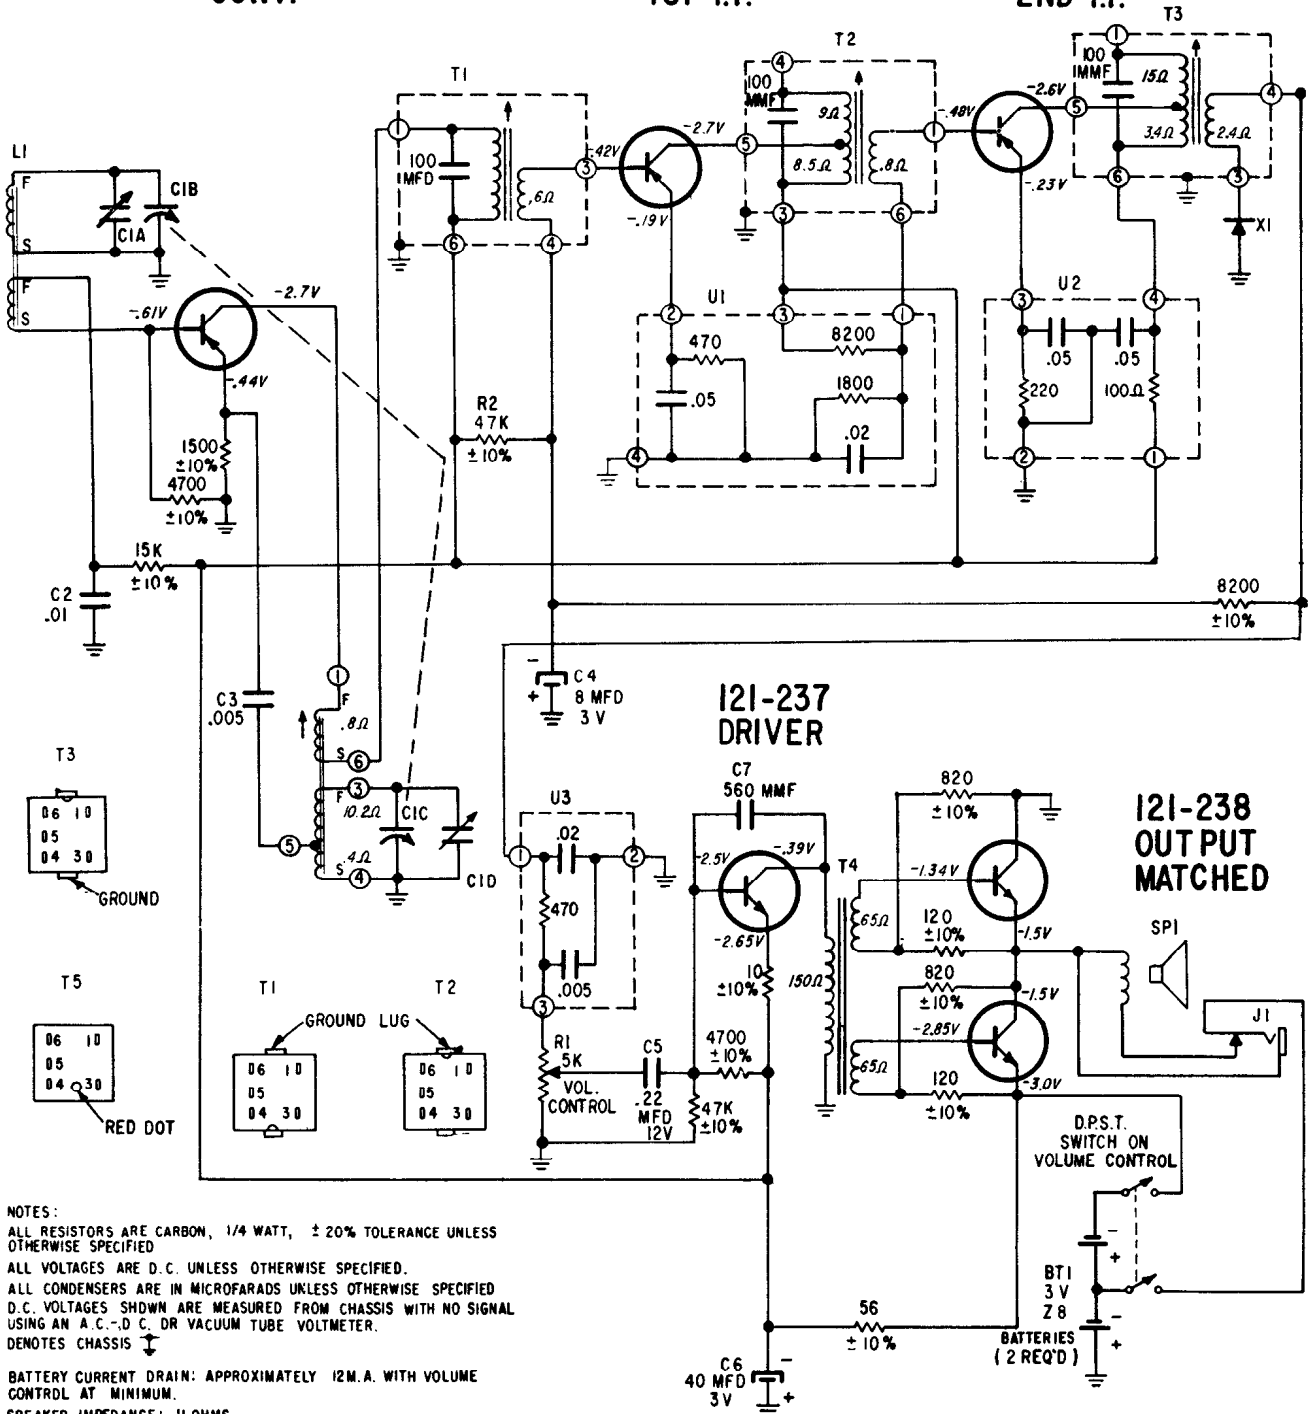 T1
T2
T3
L1
F
S
F
S
C1B
C1A
1
100
MFD
.6Ω
3
6
4
-.42V
-2.7V
-.19V
4
100
MMF
9Ω
8.5Ω
.8Ω
5
1
3
6
-.48V
-2.6V
-.23V
1
100
MMF
15Ω
3.4Ω
2.4Ω
5
4
6
3
X1
-.61V
-2.7V
-.44V
1500
±10%
4700
±10%
R2
47K
±10%
U1
2
3
1
470
.05
8200
1800
.02
4
U2
3
4
.05
.05
220
100Ω
2
1
15K
±10%
C2
.01
8200
±10%
C3
.005
1
F
.8Ω
S
6
3
F
10.2Ω
.4Ω
5
S
4
C1C
C1D
-
+
C4
8 MFD
3V
121-237
DRIVER
C7
560 MMF
U3
1
.02
2
470
.005
3
-2.5V
-.39V
-2.65V
10
±10%
T4
150Ω
65Ω
65Ω
820
±10%
-1.34V
120
±10%
-1.5V
820
±10%
-1.5V
-2.85V
120
±10%
-3.0V
121-238
OUTPUT
MATCHED
SP1
J1
R1
5K
VOL.
CONTROL
C5
.22
MFD
12V
4700
±10%
47K
±10%
D.P.S.T.
SWITCH ON
VOLUME CONTROL
-
+
BT1
3V
Z8
BATTERIES
(2 REQ'D)
-
+
56
±10%
C6
40 MFD
3V
-
+
T3
06 10
05
04 30
GROUND
T5
06 10
05
04 30
RED DOT
T1
06 10
05
04 30
GROUND LUG
T2
06 10
05
04 30
NOTES:
ALL RESISTORS ARE CARBON, 1/4 WATT, ±20% TOLERANCE UNLESS
OTHERWISE SPECIFIED
ALL VOLTAGES ARE D.C. UNLESS OTHERWISE SPECIFIED.
ALL CONDENSERS ARE IN MICROFARADS UNLESS OTHERWISE SPECIFIED
D.C. VOLTAGES SHOWN ARE MEASURED FROM CHASSIS WITH NO SIGNAL
USING AN A.C.-D C. OR VACUUM TUBE VOLTMETER.
DENOTES CHASSIS
BATTERY CURRENT DRAIN: APPROXIMATELY 12M.A. WITH VOLUME
CONTROL AT MINIMUM.